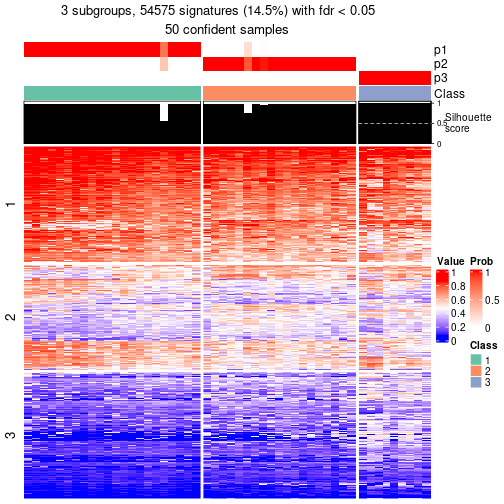 3 subgroups, 54575 signatures (14.5%) with fdr < 0.05
50 confident samples
p1
p2
p3
Class
1
0.5
0
Silhouette
score
1
2
3
Value Prob
1 1
0.8
0.6 0.5
0.4
0.2
0 0
Class
1
2
3